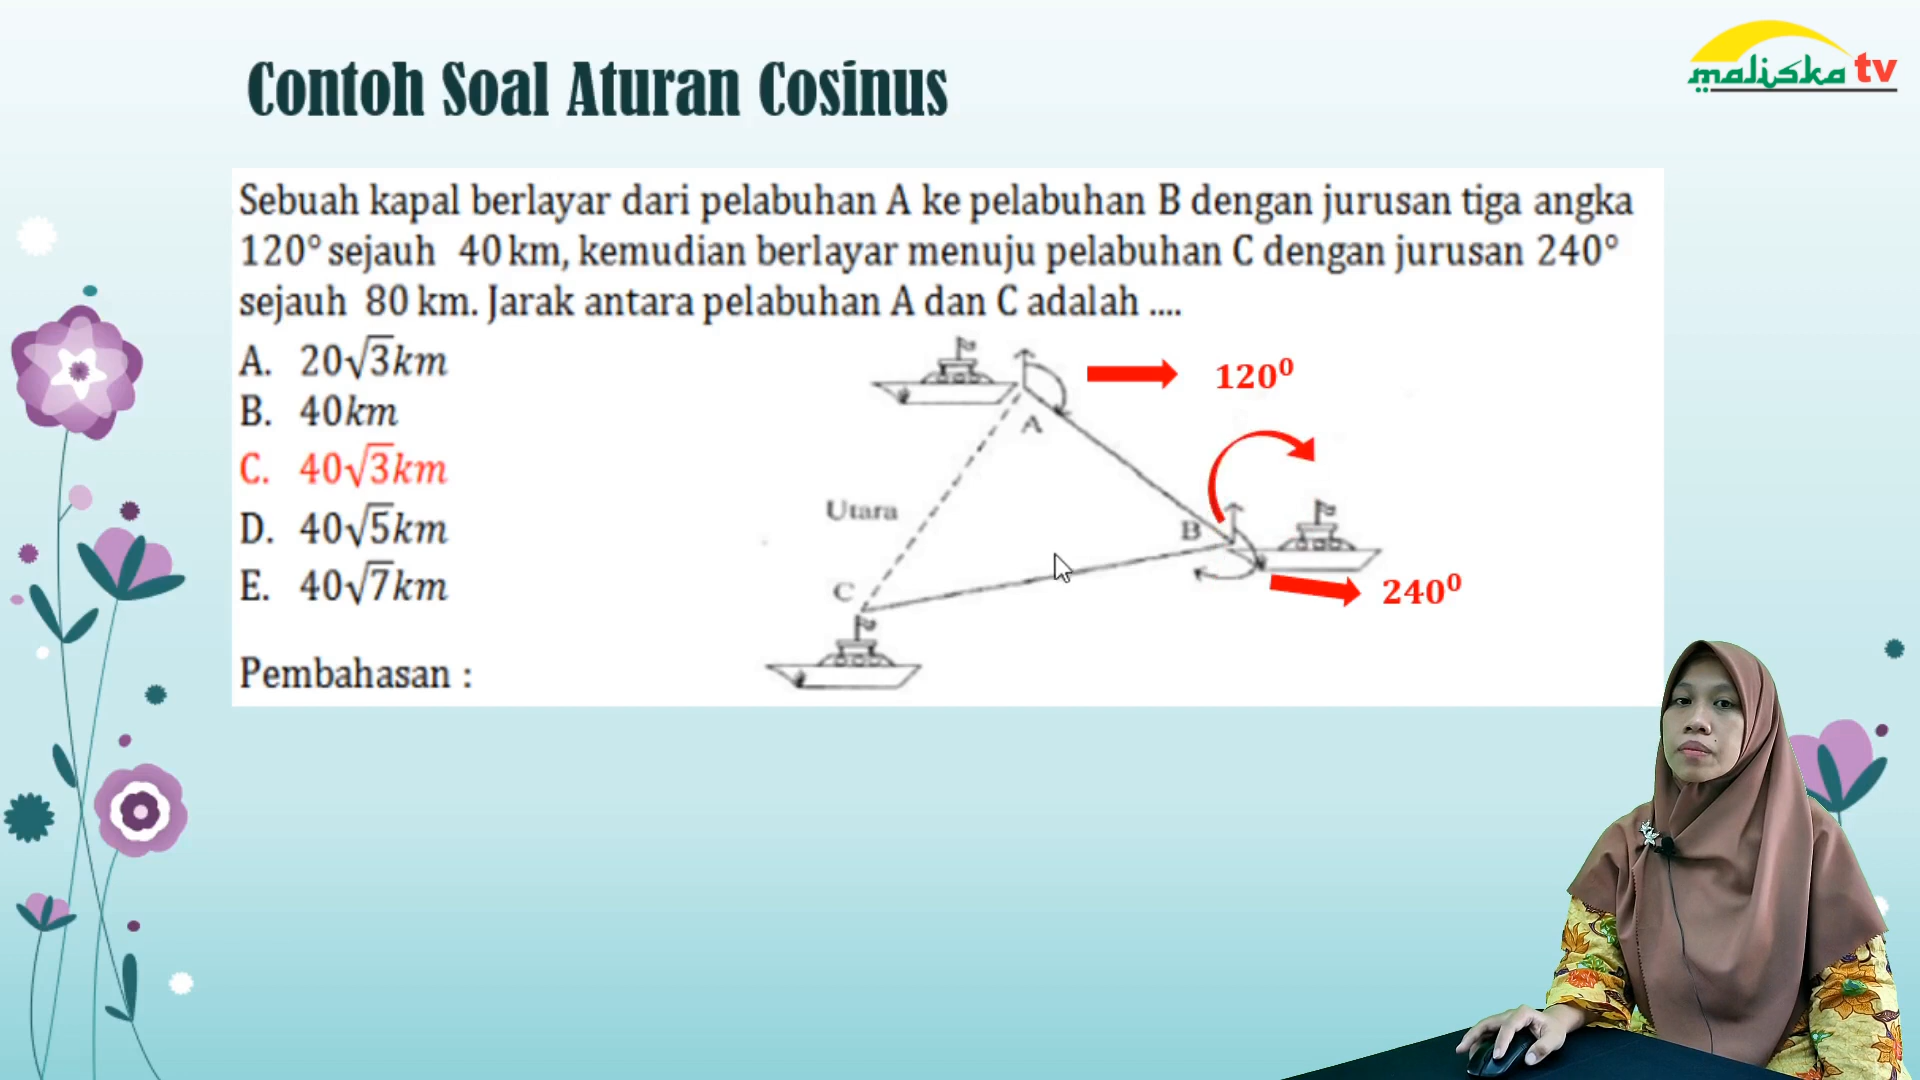 Contoh Soal Aturan Cosinus
maliska tv
Sebuah kapal berlayar dari pelabuhan A ke pelabuhan B dengan jurusan tiga angka
120° sejauh 40 km, kemudian berlayar menuju pelabuhan C dengan jurusan 240°
sejauh 80 km. Jarak antara pelabuhan A dan C adalah ....
A. 20√3km
B. 40km
C. 40√3km
D. 40√5km
E. 40√7km
Pembahasan :
120⁰
A
Utara
B
C
240⁰